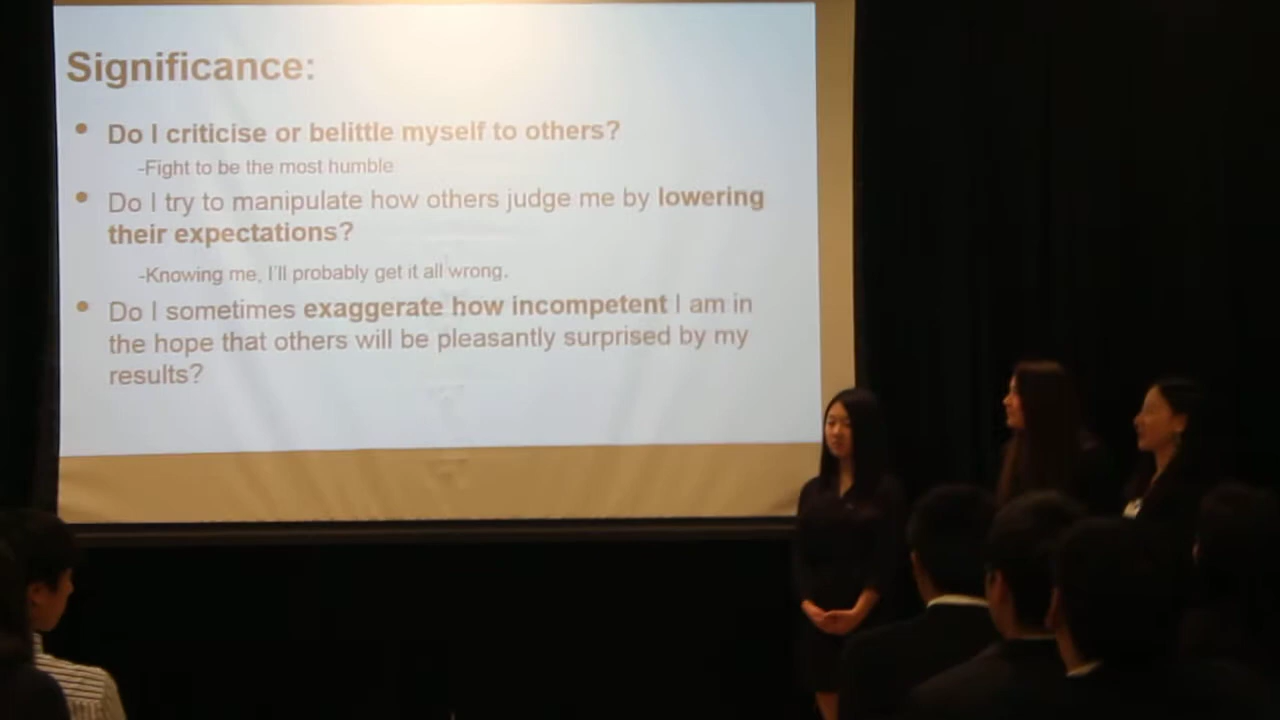 Significance:
• Do I criticise or belittle myself to others?
-Fight to be the most humble
• Do I try to manipulate how others judge me by lowering
their expectations?
-Knowing me, I'll probably get it all wrong.
• Do I sometimes exaggerate how incompetent I am in
the hope that others will be pleasantly surprised by my
results?